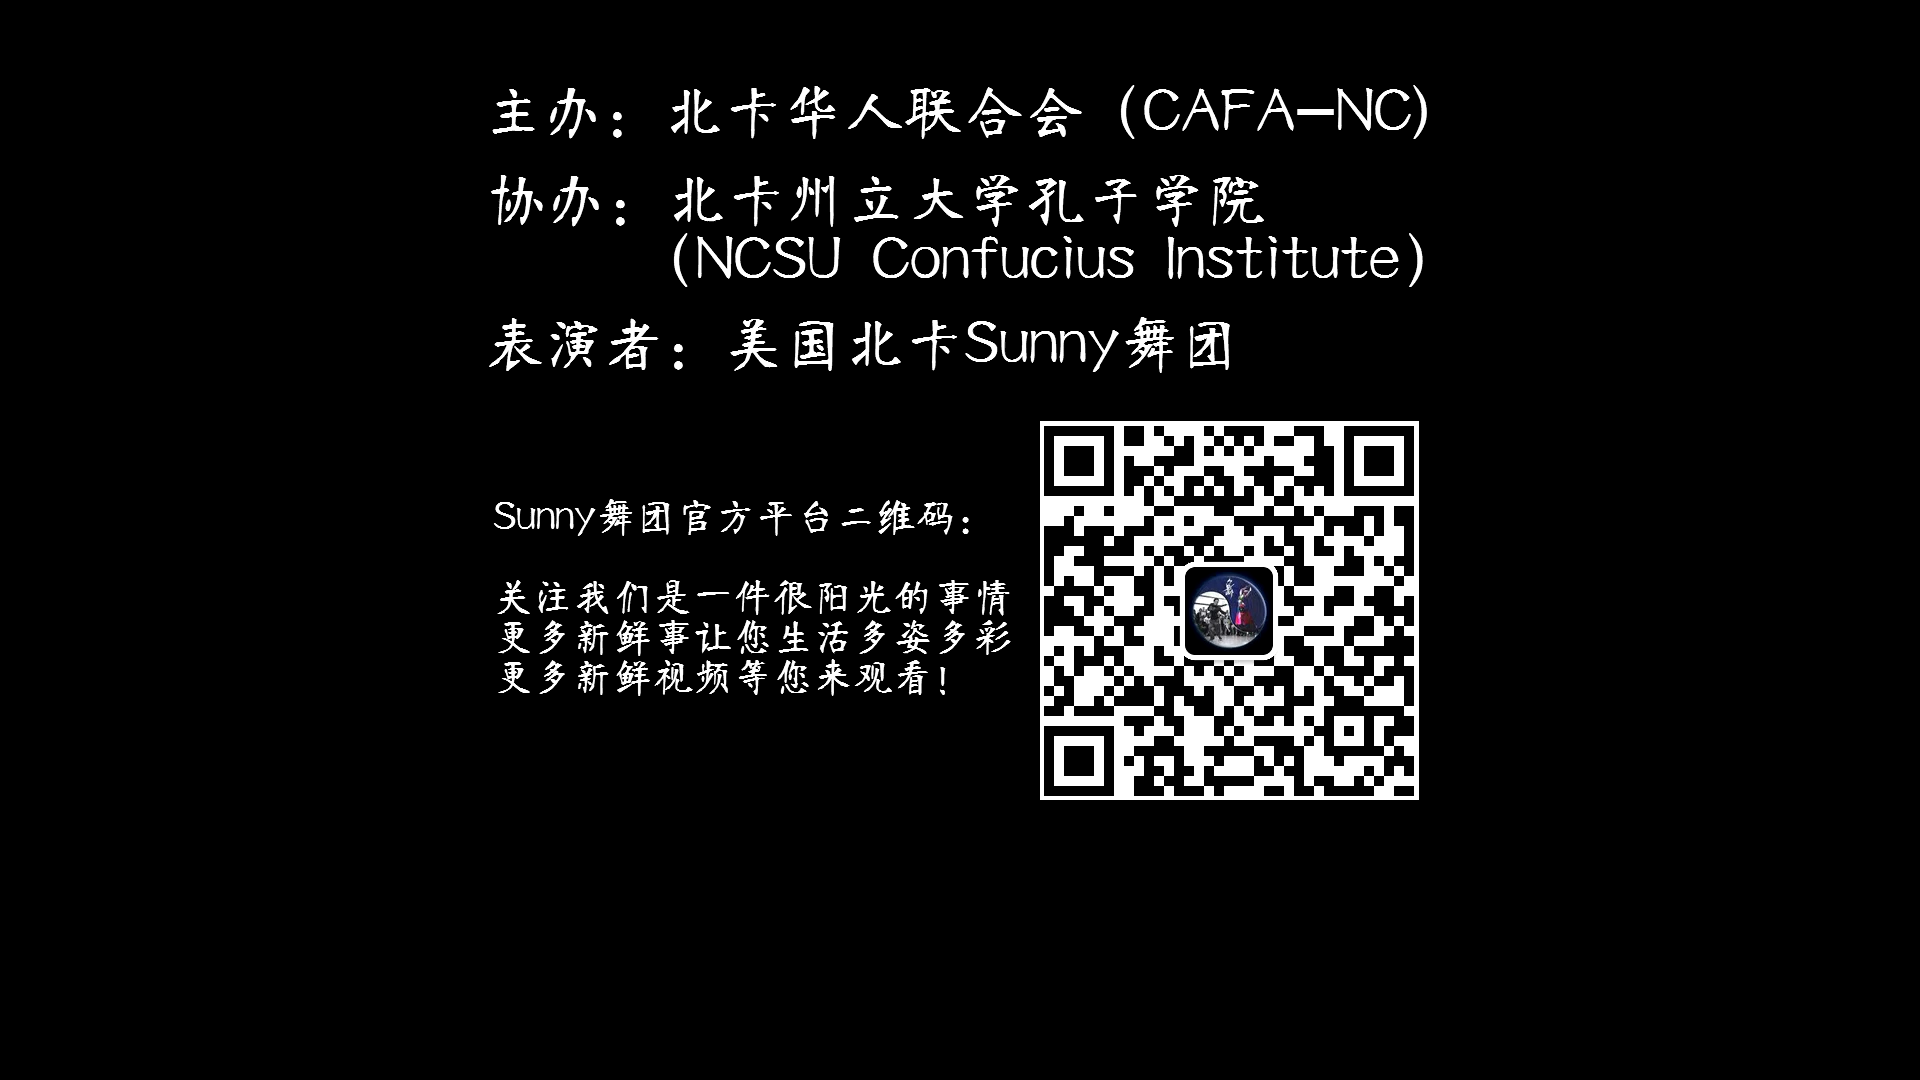 主办：北卡华人联合会 (CAFA-NC)
协办：北卡州立大学孔子学院
(NCSU Confucius Institute)
表演者：美国北卡Sunny舞团
Sunny舞团官方平台二维码：
关注我们是一件很阳光的事情
更多新鲜事让您生活多姿多彩
更多新鲜视频等您来观看！